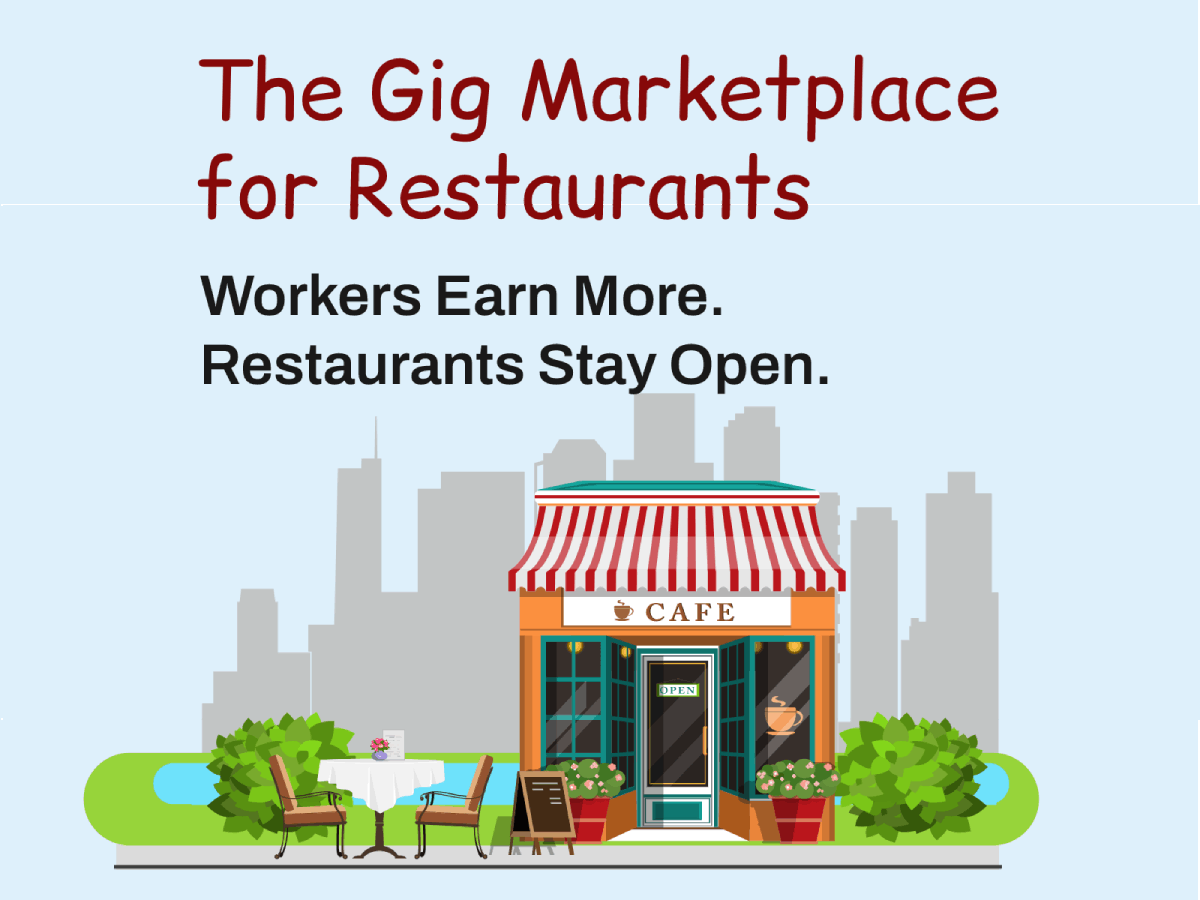 The Gig Marketplace
for Restaurants
Workers Earn More.
Restaurants Stay Open.
CAFE
OPEN